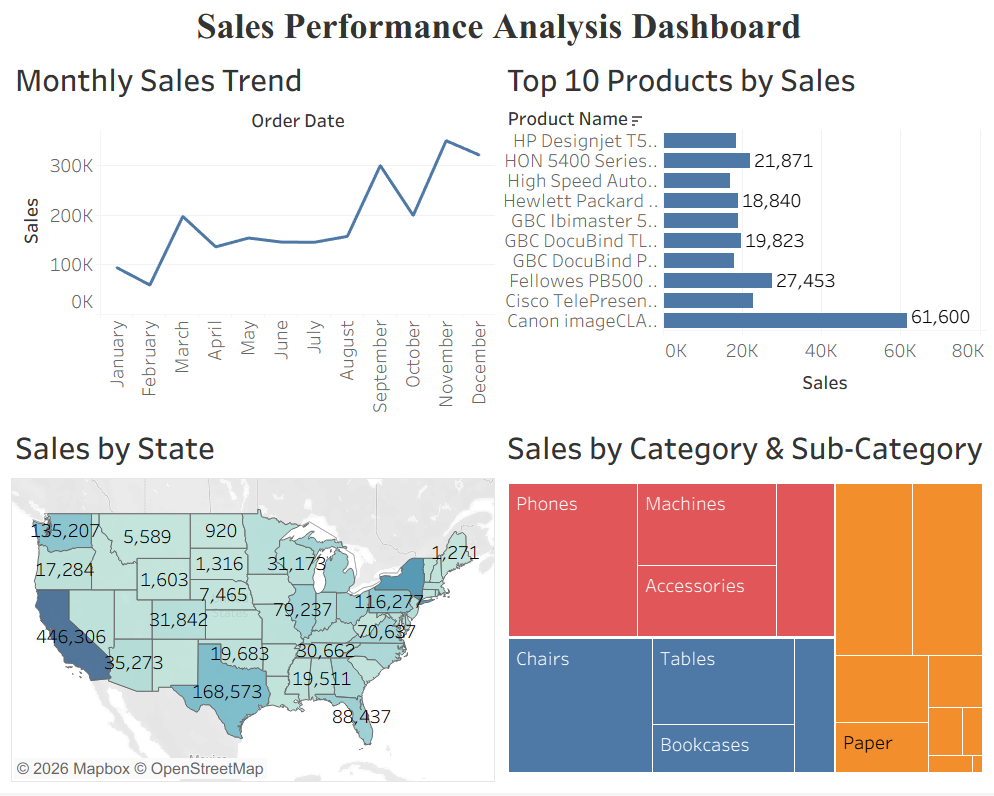 Sales Performance Analysis Dashboard
Monthly Sales Trend
Order Date
Sales
300K
200K
100K
0K
January
February
March
April
May
June
July
August
September
October
November
December
Top 10 Products by Sales
Product Name
HP Designjet T5..
HON 5400 Series.. 21,871
High Speed Auto..
Hewlett Packard .. 18,840
GBC Ibimaster 5..
GBC DocuBind TL.. 19,823
GBC DocuBind P..
Fellowes PB500 .. 27,453
Cisco TelePresen..
Canon imageCLA.. 61,600
0K 20K 40K 60K 80K
Sales
Sales by State
135,207
5,589
920
1,271
17,284
1,603
1,316
31,173
7,465
116,277
31,842
79,237
70,637
446,306
35,273
19,683
30,662
19,511
168,573
88,437
© 2026 Mapbox © OpenStreetMap
Sales by Category & Sub-Category
Phones
Machines
Accessories
Chairs
Tables
Bookcases
Paper